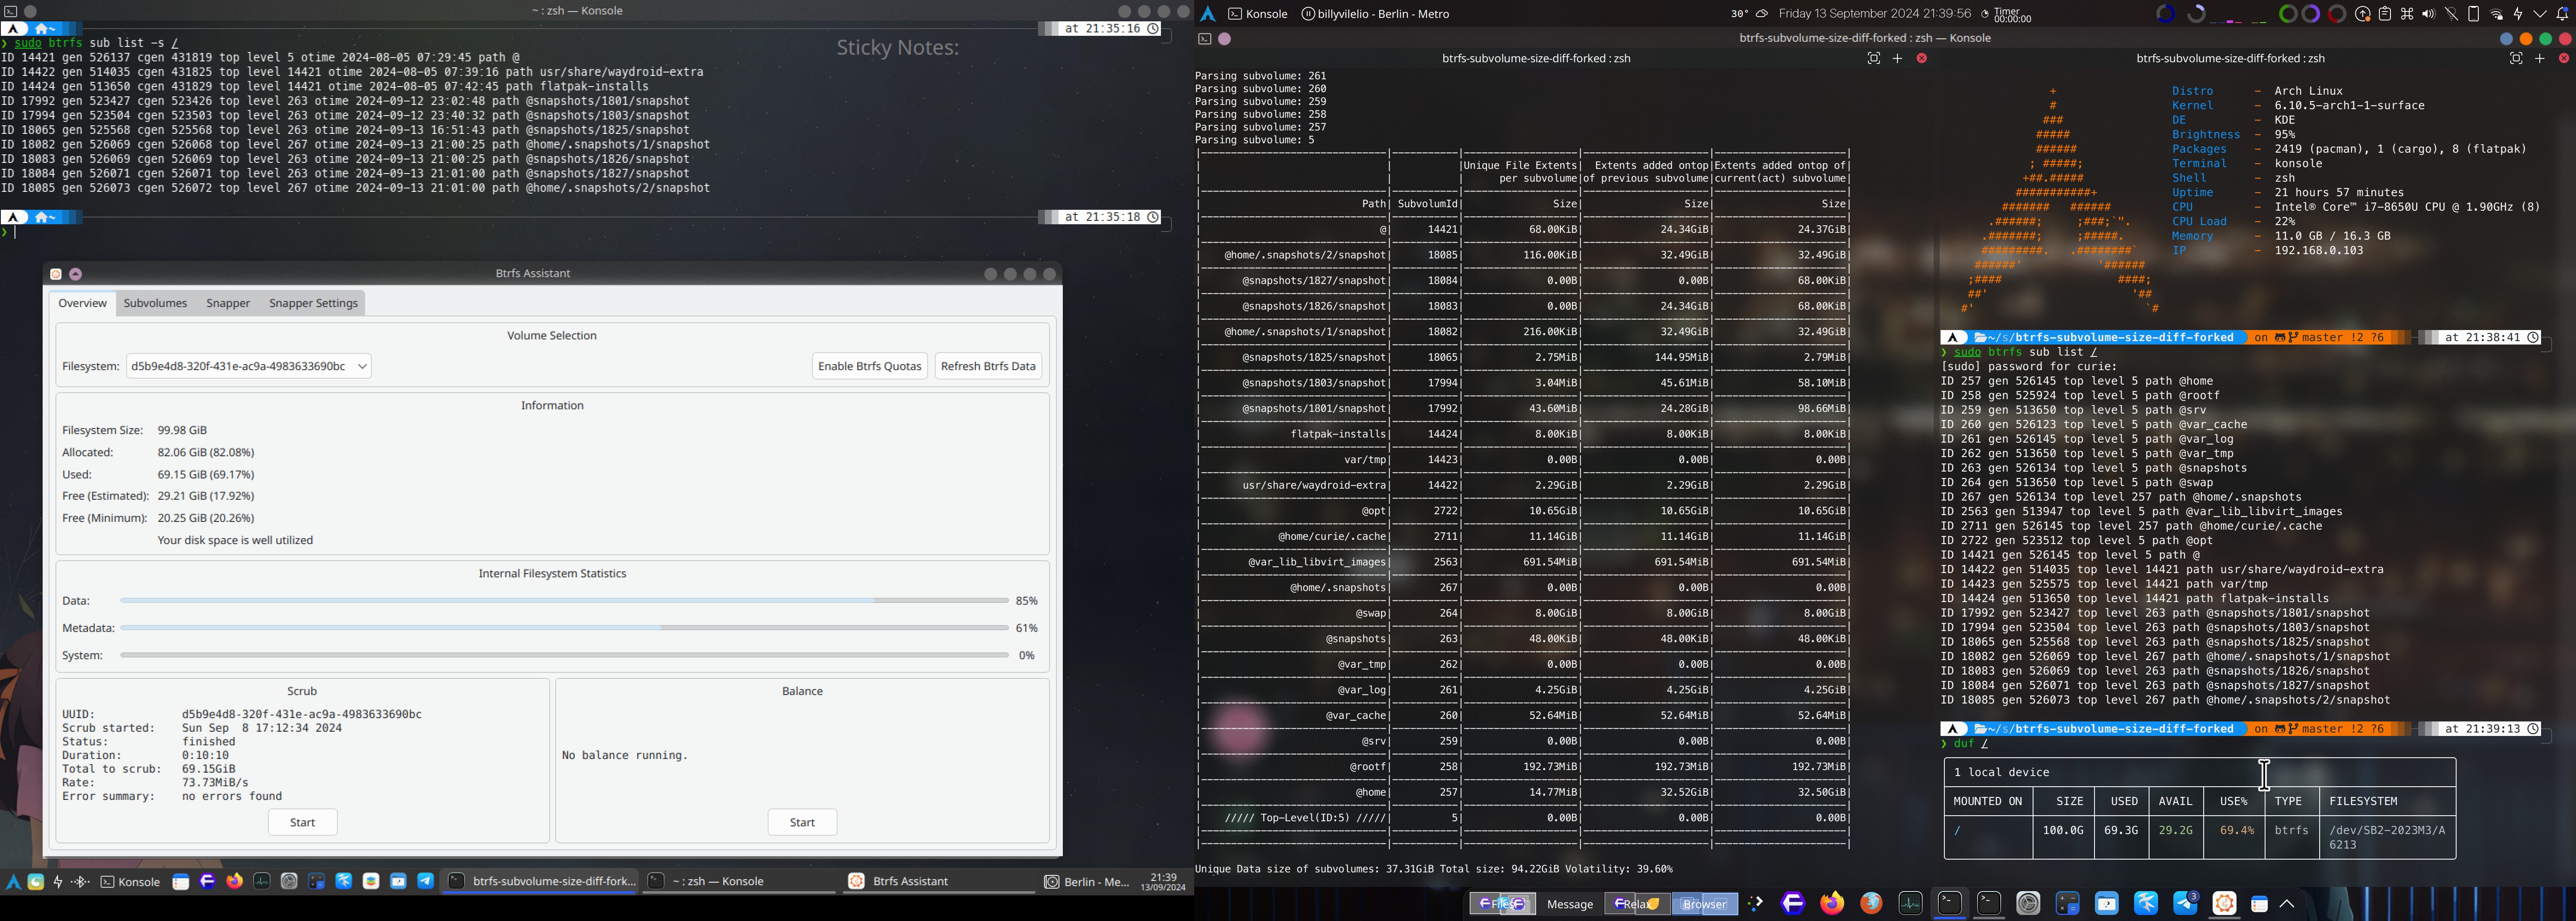 ~ : zsh — Konsole
at 21:35:16
❯ sudo btrfs sub list -s /
ID 14421 gen 526137 cgen 431819 top level 5 otime 2024-08-05 07:29:45 path @
ID 14422 gen 514035 cgen 431825 top level 14421 otime 2024-08-05 07:39:16 path usr/share/waydroid-extra
ID 14424 gen 513650 cgen 431829 top level 14421 otime 2024-08-05 07:42:45 path flatpak-installs
ID 17992 gen 523427 cgen 523426 top level 263 otime 2024-09-12 23:02:48 path @snapshots/1801/snapshot
ID 17994 gen 523504 cgen 523503 top level 263 otime 2024-09-12 23:40:32 path @snapshots/1803/snapshot
ID 18065 gen 525568 cgen 525568 top level 263 otime 2024-09-13 16:51:43 path @snapshots/1825/snapshot
ID 18082 gen 526069 cgen 526068 top level 267 otime 2024-09-13 21:00:25 path @home/.snapshots/1/snapshot
ID 18083 gen 526069 cgen 526069 top level 263 otime 2024-09-13 21:00:25 path @snapshots/1826/snapshot
ID 18084 gen 526071 cgen 526071 top level 263 otime 2024-09-13 21:01:00 path @snapshots/1827/snapshot
ID 18085 gen 526073 cgen 526072 top level 267 otime 2024-09-13 21:01:00 path @home/.snapshots/2/snapshot
Sticky Notes:
~ at 21:35:18
❯
Btrfs Assistant
Overview Subvolumes Snapper Snapper Settings
Volume Selection
Filesystem: d5b9e4d8-320f-431e-ac9a-4983633690bc Enable Btrfs Quotas Refresh Btrfs Data
Information
Filesystem Size: 99.98 GiB
Allocated: 82.06 GiB (82.08%)
Used: 69.15 GiB (69.17%)
Free (Estimated): 29.21 GiB (17.92%)
Free (Minimum): 20.25 GiB (20.26%)
Your disk space is well utilized
Internal Filesystem Statistics
Data: 85%
Metadata: 61%
System: 0%
Scrub
UUID: d5b9e4d8-320f-431e-ac9a-4983633690bc
Scrub started: Sun Sep 8 17:12:34 2024
Status: finished
Duration: 0:10:10
Total to scrub: 69.15GiB
Rate: 73.73MiB/s
Error summary: no errors found
Start
Balance
No balance running.
Start
Konsole
btrfs-subvolume-size-diff-fork...
~ : zsh — Konsole
Btrfs Assistant
Berlin - Me...
21:39
13/09/2024
Konsole billyvilelio - Berlin - Metro
30° Friday 13 September 2024 21:39:56 Timer
00:00:00
btrfs-subvolume-size-diff-forked : zsh — Konsole
btrfs-subvolume-size-diff-forked : zsh
Parsing subvolume: 261
Parsing subvolume: 260
Parsing subvolume: 259
Parsing subvolume: 258
Parsing subvolume: 257
Parsing subvolume: 5
| | |Unique File Extents| Extents added ontop|Extents added ontop of|
| | | per subvolume|of previous subvolume|current(act) subvolume|
| Path| SubvolumId| Size| Size| Size|
| @| 14421| 68.00KiB| 24.34GiB| 24.37GiB|
| @home/.snapshots/2/snapshot| 18085| 116.00KiB| 32.49GiB| 32.49GiB|
| @snapshots/1827/snapshot| 18084| 0.00B| 0.00B| 68.00KiB|
| @snapshots/1826/snapshot| 18083| 0.00B| 24.34GiB| 68.00KiB|
| @home/.snapshots/1/snapshot| 18082| 216.00KiB| 32.49GiB| 32.49GiB|
| @snapshots/1825/snapshot| 18065| 2.75MiB| 144.95MiB| 2.79MiB|
| @snapshots/1803/snapshot| 17994| 3.04MiB| 45.61MiB| 58.10MiB|
| @snapshots/1801/snapshot| 17992| 43.60MiB| 24.28GiB| 98.66MiB|
| flatpak-installs| 14424| 8.00KiB| 8.00KiB| 8.00KiB|
| var/tmp| 14423| 0.00B| 0.00B| 0.00B|
| usr/share/waydroid-extra| 14422| 2.29GiB| 2.29GiB| 2.29GiB|
| @opt| 2722| 10.65GiB| 10.65GiB| 10.65GiB|
| @home/curie/.cache| 2711| 11.14GiB| 11.14GiB| 11.14GiB|
| @var_lib_libvirt_images| 2563| 691.54MiB| 691.54MiB| 691.54MiB|
| @home/.snapshots| 267| 0.00B| 0.00B| 0.00B|
| @swap| 264| 8.00GiB| 8.00GiB| 8.00GiB|
| @snapshots| 263| 48.00KiB| 48.00KiB| 48.00KiB|
| @var_tmp| 262| 0.00B| 0.00B| 0.00B|
| @var_log| 261| 4.25GiB| 4.25GiB| 4.25GiB|
| @var_cache| 260| 52.64MiB| 52.64MiB| 52.64MiB|
| @srv| 259| 0.00B| 0.00B| 0.00B|
| @rootf| 258| 192.73MiB| 192.73MiB| 192.73MiB|
| @home| 257| 14.77MiB| 32.52GiB| 32.50GiB|
| ///// Top-Level(ID:5) /////| 5| 0.00B| 0.00B| 0.00B|
Unique Data size of subvolumes: 37.31GiB Total size: 94.22GiB Volatility: 39.60%
btrfs-subvolume-size-diff-forked : zsh
Distro – Arch Linux
Kernel – 6.10.5-arch1-1-surface
DE – KDE
Brightness – 95%
Packages – 2419 (pacman), 1 (cargo), 8 (flatpak)
Terminal – konsole
Shell – zsh
Uptime – 21 hours 57 minutes
CPU – Intel® Core™ i7-8650U CPU @ 1.90GHz (8)
CPU Load – 22%
Memory – 11.0 GB / 16.3 GB
IP – 192.168.0.103
~/s/btrfs-subvolume-size-diff-forked on master !2 ?6 at 21:38:41
❯ sudo btrfs sub list /
[sudo] password for curie:
ID 257 gen 526145 top level 5 path @home
ID 258 gen 525924 top level 5 path @rootf
ID 259 gen 513650 top level 5 path @srv
ID 260 gen 526123 top level 5 path @var_cache
ID 261 gen 526145 top level 5 path @var_log
ID 262 gen 513650 top level 5 path @var_tmp
ID 263 gen 526134 top level 5 path @snapshots
ID 264 gen 513650 top level 5 path @swap
ID 267 gen 526134 top level 257 path @home/.snapshots
ID 2563 gen 513947 top level 5 path @var_lib_libvirt_images
ID 2711 gen 526145 top level 257 path @home/curie/.cache
ID 2722 gen 523512 top level 5 path @opt
ID 14421 gen 526145 top level 5 path @
ID 14422 gen 514035 top level 14421 path usr/share/waydroid-extra
ID 14423 gen 525575 top level 14421 path var/tmp
ID 14424 gen 513650 top level 14421 path flatpak-installs
ID 17992 gen 523427 top level 263 path @snapshots/1801/snapshot
ID 17994 gen 523504 top level 263 path @snapshots/1803/snapshot
ID 18065 gen 525568 top level 263 path @snapshots/1825/snapshot
ID 18082 gen 526069 top level 267 path @home/.snapshots/1/snapshot
ID 18083 gen 526069 top level 263 path @snapshots/1826/snapshot
ID 18084 gen 526071 top level 263 path @snapshots/1827/snapshot
ID 18085 gen 526073 top level 267 path @home/.snapshots/2/snapshot
~/s/btrfs-subvolume-size-diff-forked on master !2 ?6 at 21:39:13
❯ duf /
1 local device
MOUNTED ON SIZE USED AVAIL USE% TYPE FILESYSTEM
/ 100.0G 69.3G 29.2G 69.4% btrfs /dev/SB2-2023M3/A
6213
Files Message Relax Browser
3